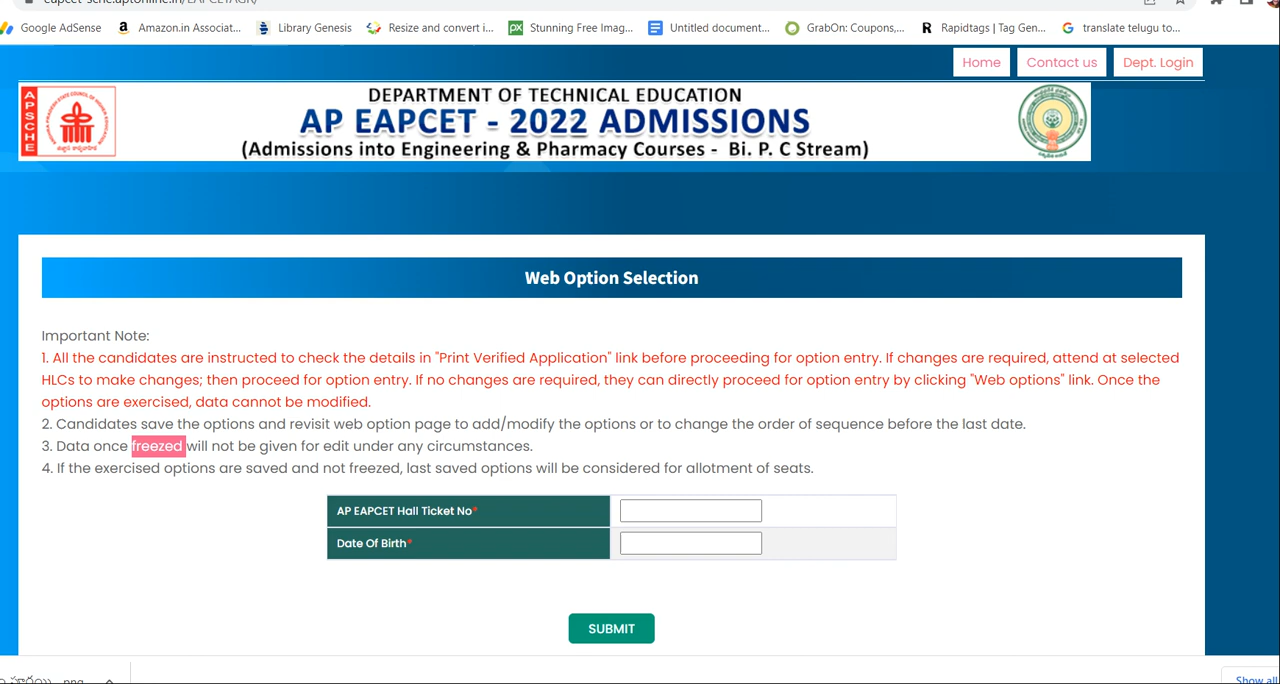 Google AdSense
Amazon.in Associat...
Library Genesis
Resize and convert i...
Stunning Free Imag...
Untitled document...
GrabOn: Coupons,...
Rapidtags | Tag Gen...
translate telugu to...
Home
Contact us
Dept. Login
APSCHE
DEPARTMENT OF TECHNICAL EDUCATION
AP EAPCET - 2022 ADMISSIONS
(Admissions into Engineering & Pharmacy Courses - Bi. P. C Stream)
Web Option Selection
Important Note:
1. All the candidates are instructed to check the details in "Print Verified Application" link before proceeding for option entry. If changes are required, attend at selected
HLCs to make changes; then proceed for option entry. If no changes are required, they can directly proceed for option entry by clicking "Web options" link. Once the
options are exercised, data cannot be modified.
2. Candidates save the options and revisit web option page to add/modify the options or to change the order of sequence before the last date.
3. Data once freezed will not be given for edit under any circumstances.
4. If the exercised options are saved and not freezed, last saved options will be considered for allotment of seats.
AP EAPCET Hall Ticket No*
Date Of Birth*
SUBMIT
Show all